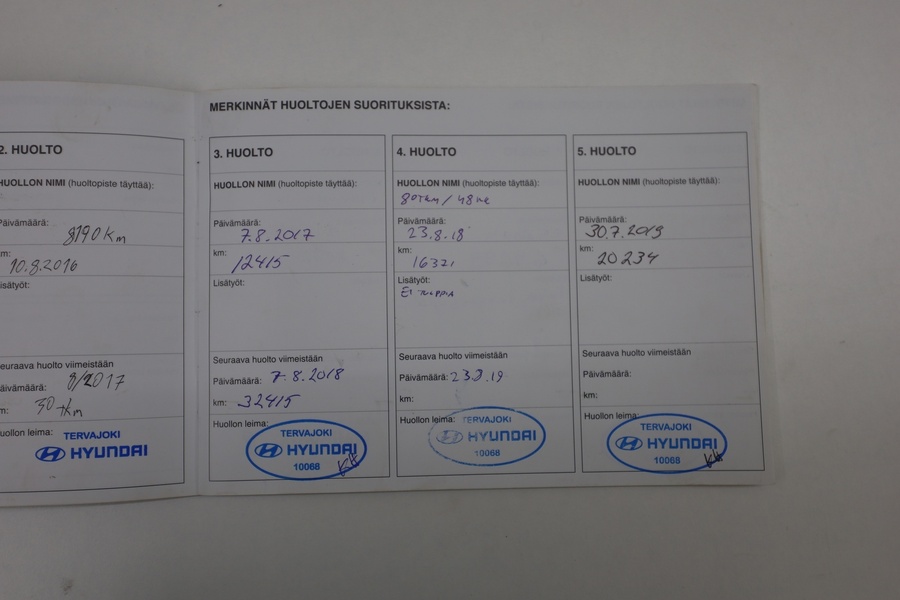 MERKINNÄT HUOLTOJEN SUORITUKSISTA:
2. HUOLTO
HUOLLON NIMI (huoltopiste täyttää):
Päivämäärä:
8190 km
km:
10.8.2016
Lisätyöt:
Seuraava huolto viimeistään
Päivämäärä: 8/2017
km: 30 tkm
Huollon leima:
TERVAJOKI
HYUNDAI
3. HUOLTO
HUOLLON NIMI (huoltopiste täyttää):
Päivämäärä:
7.8.2017
km:
12415
Lisätyöt:
Seuraava huolto viimeistään
Päivämäärä: 7.8.2018
km: 32415
Huollon leima:
TERVAJOKI
HYUNDAI
10068
4. HUOLTO
HUOLLON NIMI (huoltopiste täyttää):
80Tkm / 48kk
Päivämäärä:
23.8.18
km:
16321
Lisätyöt:
Seuraava huolto viimeistään
Päivämäärä: 23.8.19
km:
Huollon leima:
TERVAJOKI
HYUNDAI
10068
5. HUOLTO
HUOLLON NIMI (huoltopiste täyttää):
Päivämäärä:
30.7.2019
km:
20234
Lisätyöt:
Seuraava huolto viimeistään
Päivämäärä:
km:
Huollon leima:
TERVAJOKI
HYUNDAI
10068